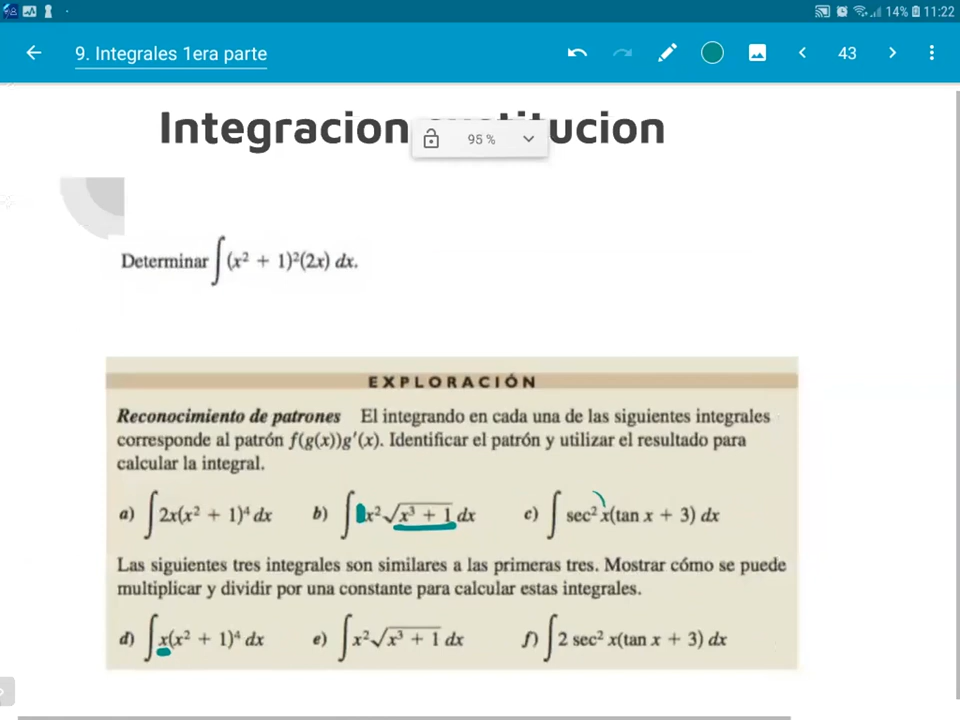 14% 11:22
9. Integrales 1era parte
43
Integracion ucion
95 %
Determinar ∫(x² + 1)²(2x) dx.
EXPLORACIÓN
Reconocimiento de patrones El integrando en cada una de las siguientes integrales
corresponde al patrón f(g(x))g′(x). Identificar el patrón y utilizar el resultado para
calcular la integral.
a) ∫2x(x² + 1)⁴ dx b) ∫ x²√(x³ + 1) dx c) ∫ sec² x(tan x + 3) dx
Las siguientes tres integrales son similares a las primeras tres. Mostrar cómo se puede
multiplicar y dividir por una constante para calcular estas integrales.
d) ∫x(x² + 1)⁴ dx e) ∫x²√(x³ + 1) dx f) ∫2 sec² x(tan x + 3) dx